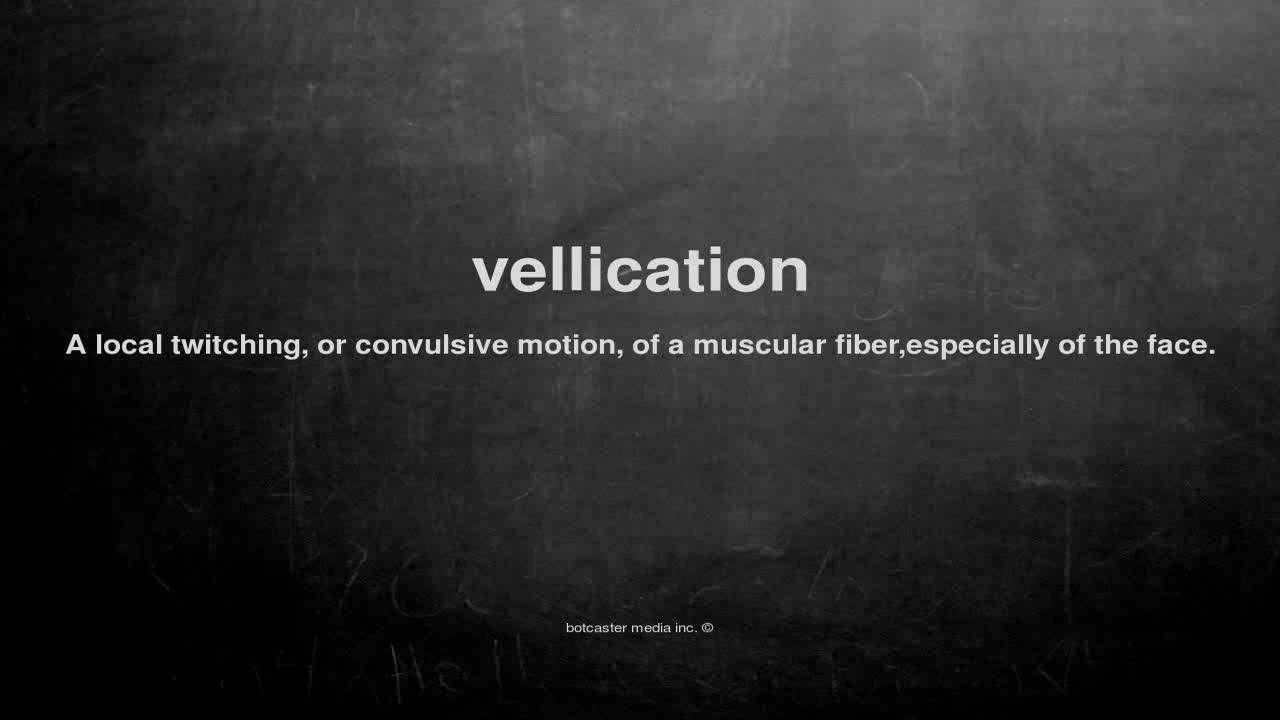 vellication
A local twitching, or convulsive motion, of a muscular fiber,especially of the face.
botcaster media inc. ©